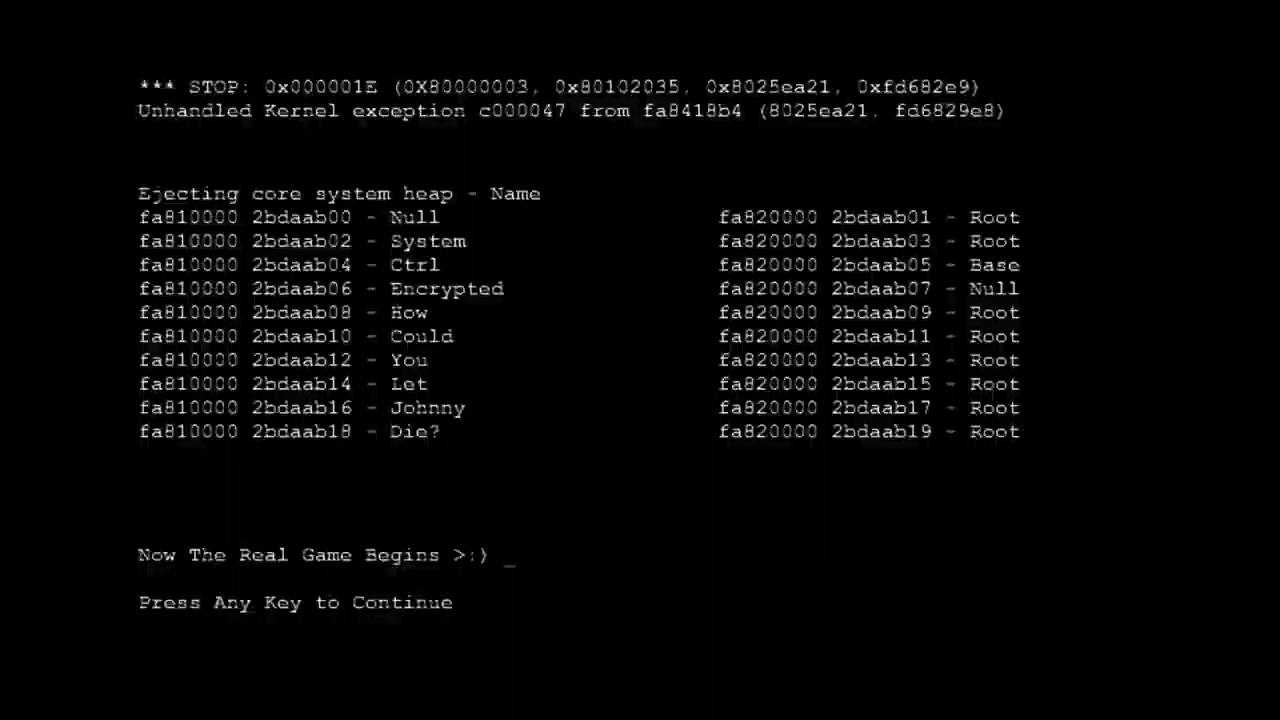 *** STOP: 0x000001E (0X80000003, 0x80102035, 0x8025ea21, 0xfd682e9)
Unhandled Kernel exception c000047 from fa8418b4 (8025ea21, fd6829e8)
Ejecting core system heap - Name
fa810000 2bdaab00 - Null fa820000 2bdaab01 - Root
fa810000 2bdaab02 - System fa820000 2bdaab03 - Root
fa810000 2bdaab04 - Ctrl fa820000 2bdaab05 - Base
fa810000 2bdaab06 - Encrypted fa820000 2bdaab07 - Null
fa810000 2bdaab08 - How fa820000 2bdaab09 - Root
fa810000 2bdaab10 - Could fa820000 2bdaab11 - Root
fa810000 2bdaab12 - You fa820000 2bdaab13 - Root
fa810000 2bdaab14 - Let fa820000 2bdaab15 - Root
fa810000 2bdaab16 - Johnny fa820000 2bdaab17 - Root
fa810000 2bdaab18 - Die? fa820000 2bdaab19 - Root
Now The Real Game Begins >:) _
Press Any Key to Continue